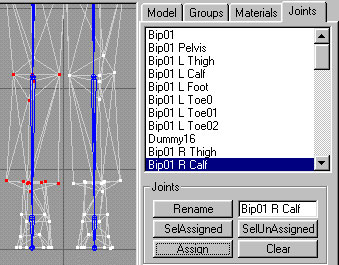 Model Groups Materials Joints
Bip01
Bip01 Pelvis
Bip01 L Thigh
Bip01 L Calf
Bip01 L Foot
Bip01 L Toe0
Bip01 L Toe01
Bip01 L Toe02
Dummy16
Bip01 R Thigh
Bip01 R Calf
Joints
Rename Bip01 R Calf
SelAssigned SelUnAssigned
Assign Clear